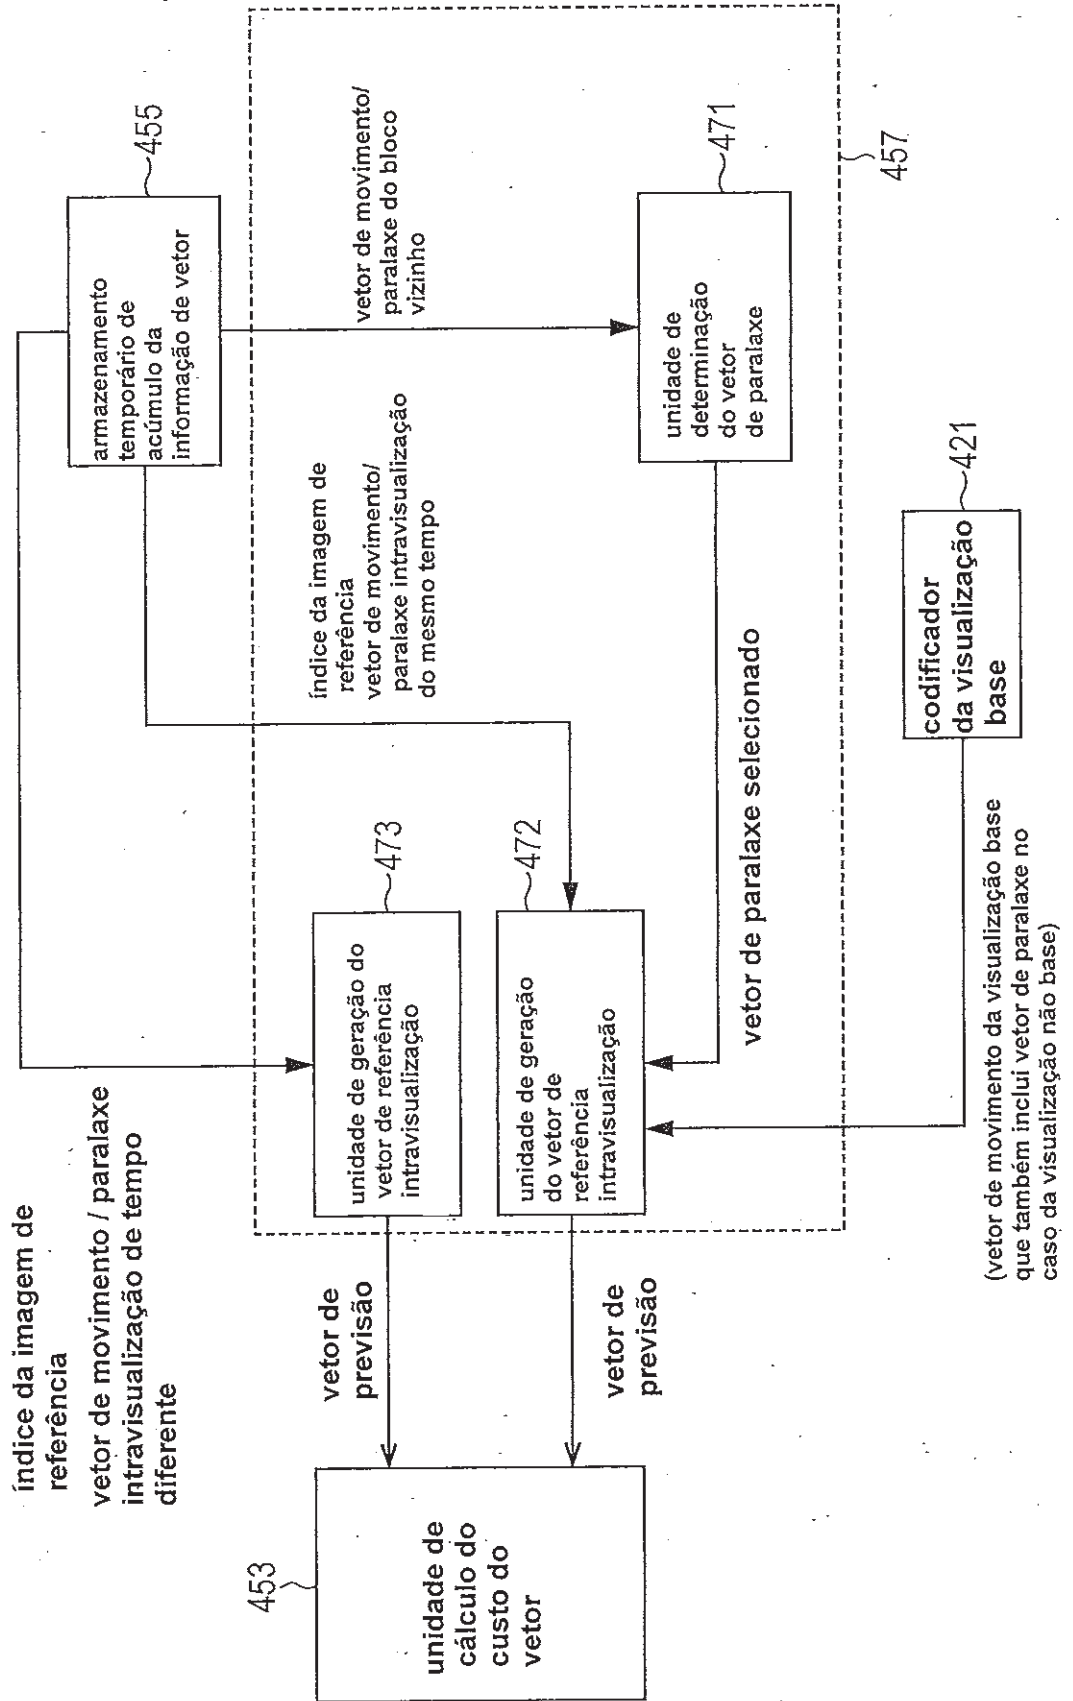 índice da imagem de
referência
vetor de movimento / paralaxe
intravisualização de tempo
diferente
455
armazenamento
temporário de
acúmulo da
informação de vetor
453
unidade de
cálculo do
custo do
vetor
vetor de
previsão
vetor de
previsão
473
unidade de geração do
vetor de referência
intravisualização
472
unidade de geração
do vetor de
referência
intravisualização
índice da imagem de
referência
vetor de movimento/
paralaxe intravisualização
do mesmo tempo
vetor de movimento/
paralaxe do bloco
vizinho
471
unidade de
determinação
do vetor
de paralaxe
vetor de paralaxe selecionado
457
421
codificador
da visualização
base
(vetor de movimento da visualização base
que também inclui vetor de paralaxe no
caso da visualização não base)